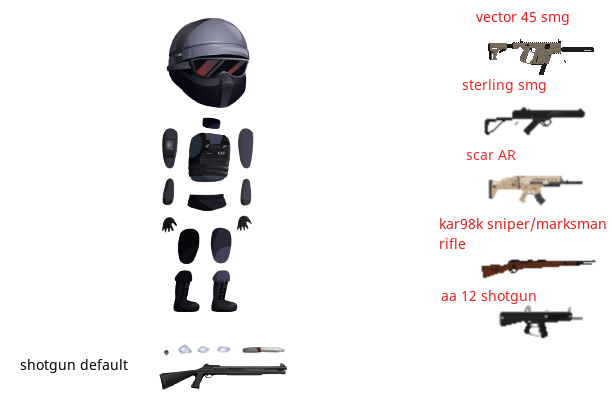 vector 45 smg
sterling smg
scar AR
kar98k sniper/marksman
rifle
aa 12 shotgun
shotgun default